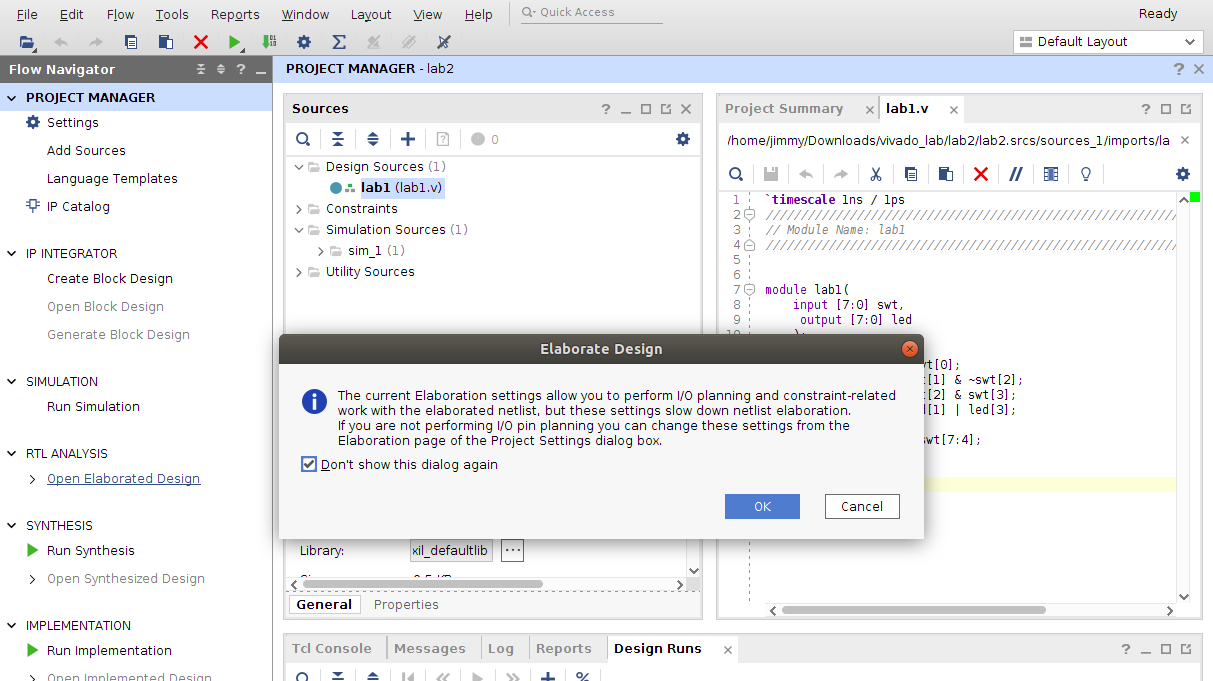 File Edit Flow Tools Reports Window Layout View Help Quick Access Ready
Default Layout
Flow Navigator
PROJECT MANAGER
Settings
Add Sources
Language Templates
IP Catalog
IP INTEGRATOR
Create Block Design
Open Block Design
Generate Block Design
SIMULATION
Run Simulation
RTL ANALYSIS
Open Elaborated Design
SYNTHESIS
Run Synthesis
Open Synthesized Design
IMPLEMENTATION
Run Implementation
Open Implemented Design
PROJECT MANAGER - lab2
Sources
0
Design Sources (1)
lab1 (lab1.v)
Constraints
Simulation Sources (1)
sim_1 (1)
Utility Sources
Library: xil_defaultlib
General Properties
Project Summary lab1.v
/home/jimmy/Downloads/vivado_lab/lab2/lab2.srcs/sources_1/imports/la
1 `timescale 1ns / 1ps
2 ////////////////////////////////////////////////////////
3 // Module Name: lab1
4 ////////////////////////////////////////////////////////
5
6
7 module lab1(
8 input [7:0] swt,
9 output [7:0] led
10 );
t[0];
[1] & ~swt[2];
[2] & swt[3];
[1] | led[3];
swt[7:4];
Elaborate Design
The current Elaboration settings allow you to perform I/O planning and constraint-related
work with the elaborated netlist, but these settings slow down netlist elaboration.
If you are not performing I/O pin planning you can change these settings from the
Elaboration page of the Project Settings dialog box.
Don't show this dialog again
OK Cancel
Tcl Console Messages Log Reports Design Runs